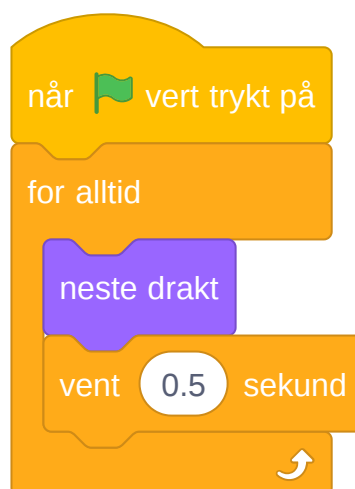 når vert trykt på
for alltid
neste drakt
vent 0.5 sekund